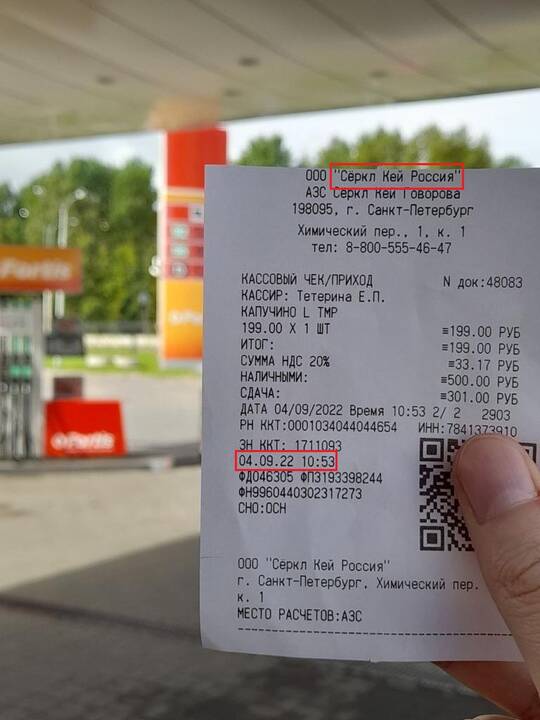 ООО "Сёркл Кей Россия"
АЗС Сёркл Кей Говорова
198095, г. Санкт-Петербург
Химический пер., 1, к. 1
тел: 8-800-555-46-47
КАССОВЫЙ ЧЕК/ПРИХОД N док:48083
КАССИР: Тетерина Е.П.
КАПУЧИНО L TMP
199.00 X 1 ШТ ≡199.00 РУБ
ИТОГ: ≡199.00 РУБ
СУММА НДС 20% ≡33.17 РУБ
НАЛИЧНЫМИ: ≡500.00 РУБ
СДАЧА: ≡301.00 РУБ
ДАТА 04/09/2022 Время 10:53 2/ 2 2903
РН ККТ:0001034044044654 ИНН:7841373910
ЗН ККТ: 1711093
04.09.22 10:53
ФД046305 ФП3193398244
ФН9960440302317273
СНО:ОСН
ООО "Сёркл Кей Россия"
г. Санкт-Петербург, Химический пер.
к. 1
МЕСТО РАСЧЕТОВ:АЗС